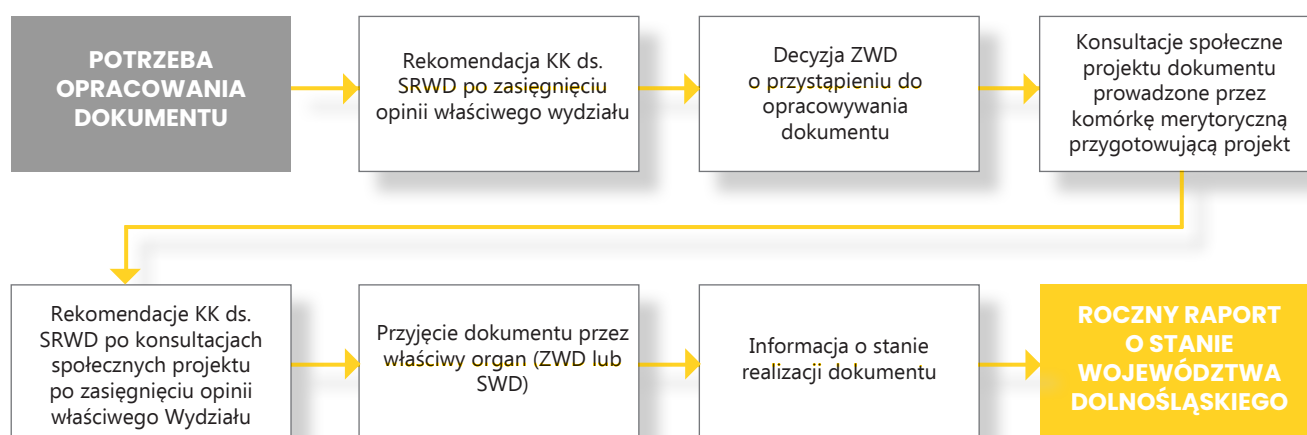 POTRZEBA
OPRACOWANIA
DOKUMENTU
Rekomendacja KK ds.
SRWD po zasięgnięciu
opinii właściwego wydziału
Decyzja ZWD
o przystąpieniu do
opracowywania
dokumentu
Konsultacje społeczne
projektu dokumentu
prowadzone przez
komórkę merytoryczną
przygotowującą projekt
Rekomendacje KK ds.
SRWD po konsultacjach
społecznych projektu
po zasięgnięciu opinii
właściwego Wydziału
Przyjęcie dokumentu przez
właściwy organ (ZWD lub
SWD)
Informacja o stanie
realizacji dokumentu
ROCZNY RAPORT
O STANIE
WOJEWÓDZTWA
DOLNOŚLĄSKIEGO